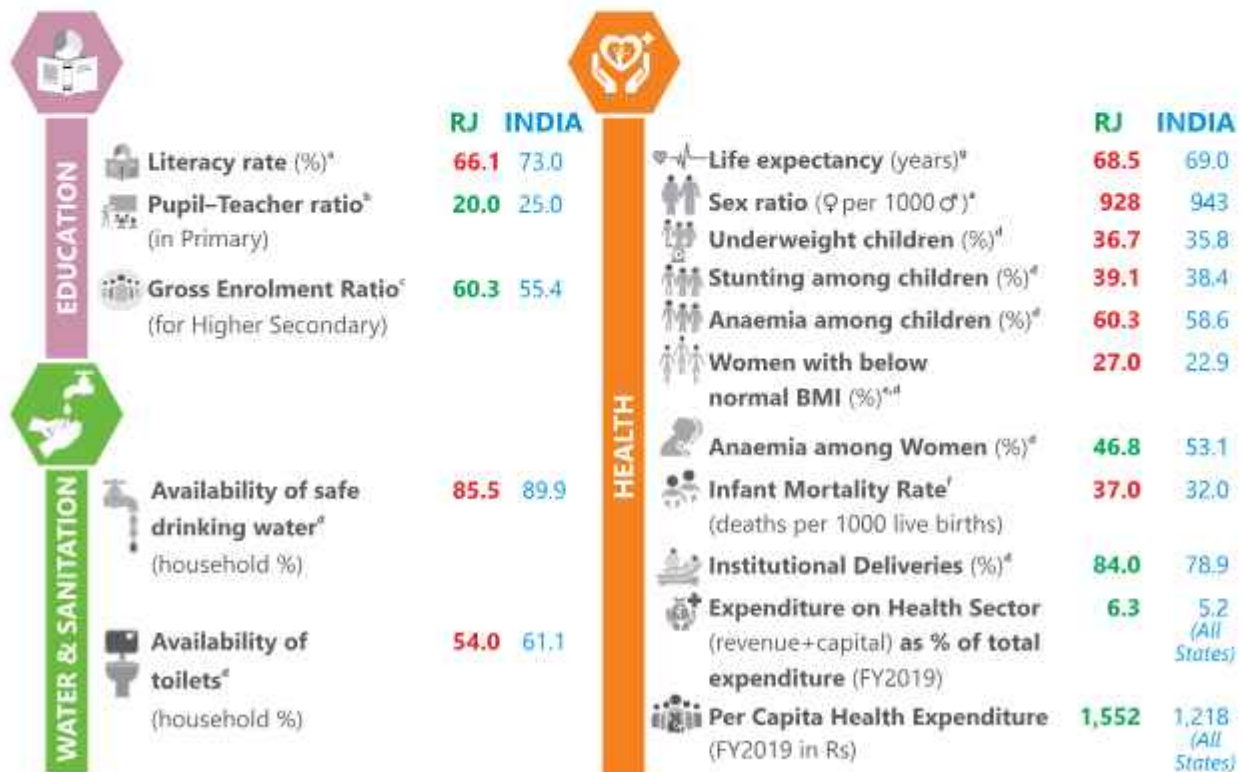 RJ INDIA
EDUCATION
Literacy rate (%)ᵃ 66.1 73.0
Pupil–Teacher ratioᵇ 20.0 25.0
(in Primary)
Gross Enrolment Ratioᶜ 60.3 55.4
(for Higher Secondary)
WATER & SANITATION
Availability of safe 85.5 89.9
drinking waterᵈ
(household %)
Availability of 54.0 61.1
toiletsᵈ
(household %)
RJ INDIA
HEALTH
Life expectancy (years)ᵍ 68.5 69.0
Sex ratio (♀ per 1000 ♂)ᵃ 928 943
Underweight children (%)ᵈ 36.7 35.8
Stunting among children (%)ᵈ 39.1 38.4
Anaemia among children (%)ᵈ 60.3 58.6
Women with below 27.0 22.9
normal BMI (%)ᵉ,ᵈ
Anaemia among Women (%)ᵈ 46.8 53.1
Infant Mortality Rateᶠ 37.0 32.0
(deaths per 1000 live births)
Institutional Deliveries (%)ᵈ 84.0 78.9
Expenditure on Health Sector 6.3 5.2
(revenue+capital) as % of total (All
expenditure (FY2019) States)
Per Capita Health Expenditure 1,552 1,218
(FY2019 in Rs) (All
States)